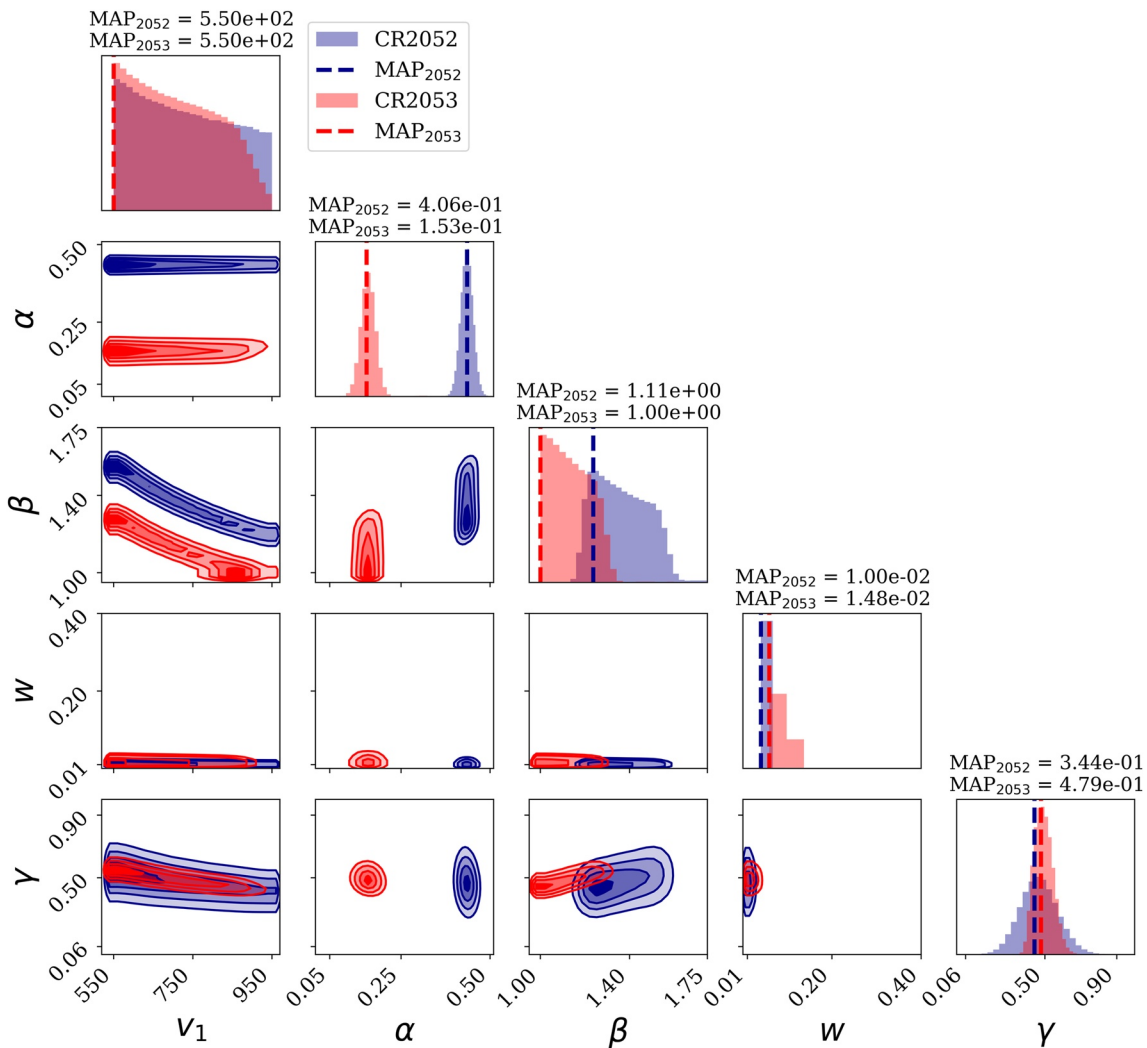 MAP₂₀₅₂ = 5.50e+02
MAP₂₀₅₃ = 5.50e+02
CR2052
MAP₂₀₅₂
CR2053
MAP₂₀₅₃
MAP₂₀₅₂ = 4.06e-01
MAP₂₀₅₃ = 1.53e-01
0.50
0.25
0.05
α
MAP₂₀₅₂ = 1.11e+00
MAP₂₀₅₃ = 1.00e+00
1.75
1.40
1.00
β
MAP₂₀₅₂ = 1.00e-02
MAP₂₀₅₃ = 1.48e-02
0.40
0.20
0.01
w
MAP₂₀₅₂ = 3.44e-01
MAP₂₀₅₃ = 4.79e-01
0.90
0.50
0.06
γ
550 750 950
0.05 0.25 0.50
1.00 1.40 1.75
0.01 0.20 0.40
0.06 0.50 0.90
v₁ α β w γ